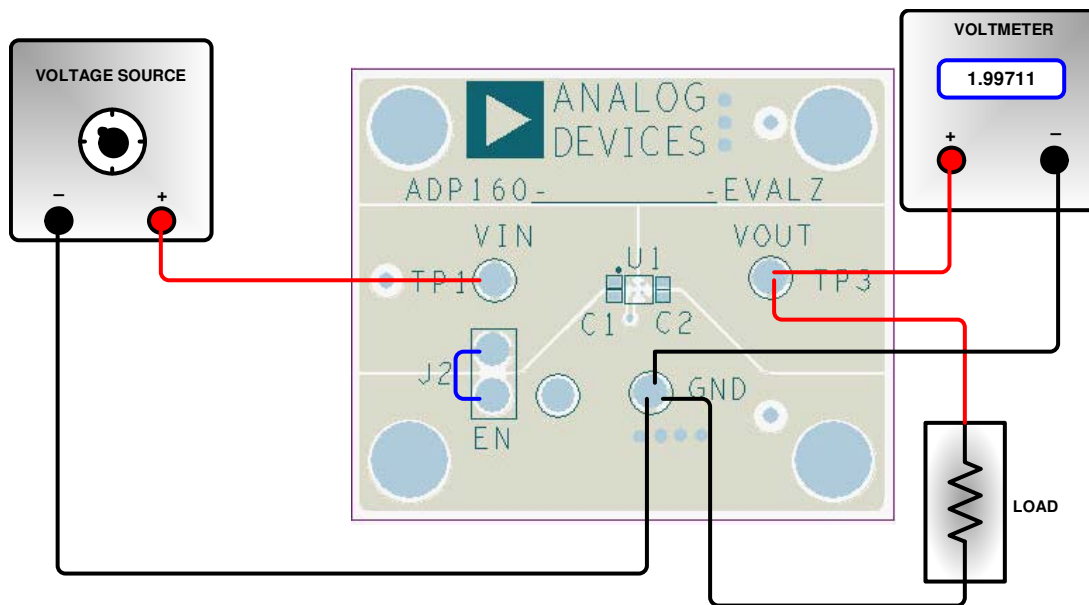 VOLTAGE SOURCE
−
+
VOLTMETER
1.99711
+
−
ANALOG
DEVICES
ADP160-__________-EVALZ
VIN
VOUT
U1
TP1
TP3
C1
C2
J2
GND
EN
LOAD